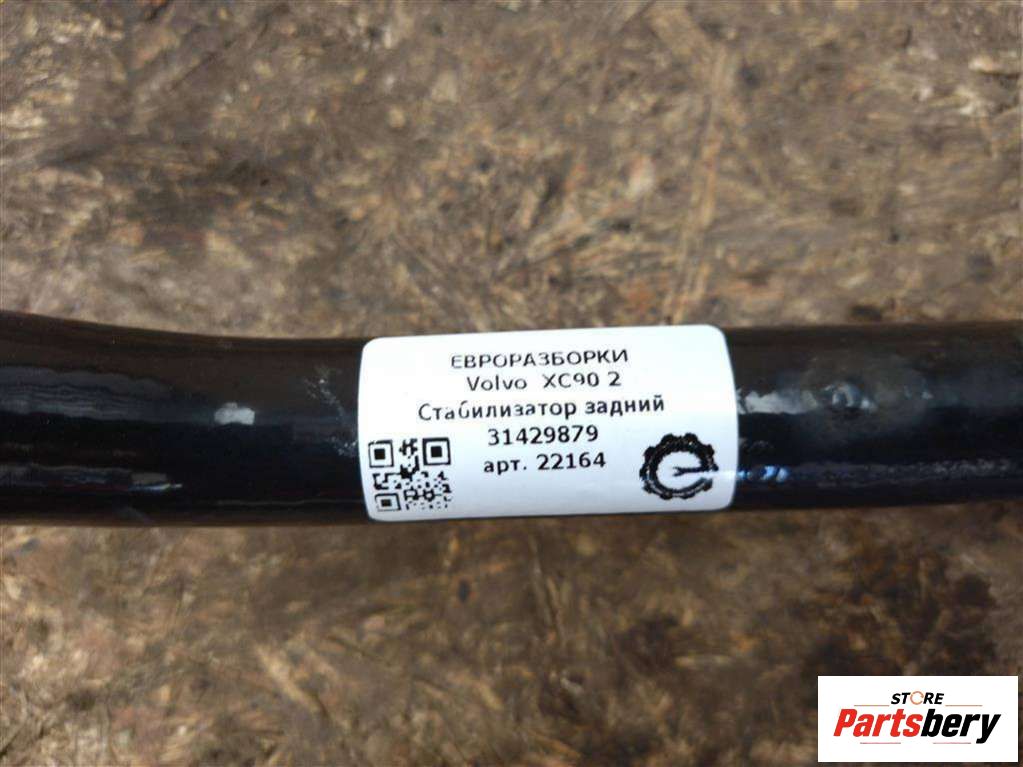 ЕВРОРАЗБОРКИ
Volvo XC90 2
Стабилизатор задний
31429879
арт. 22164
STORE
Partsbery